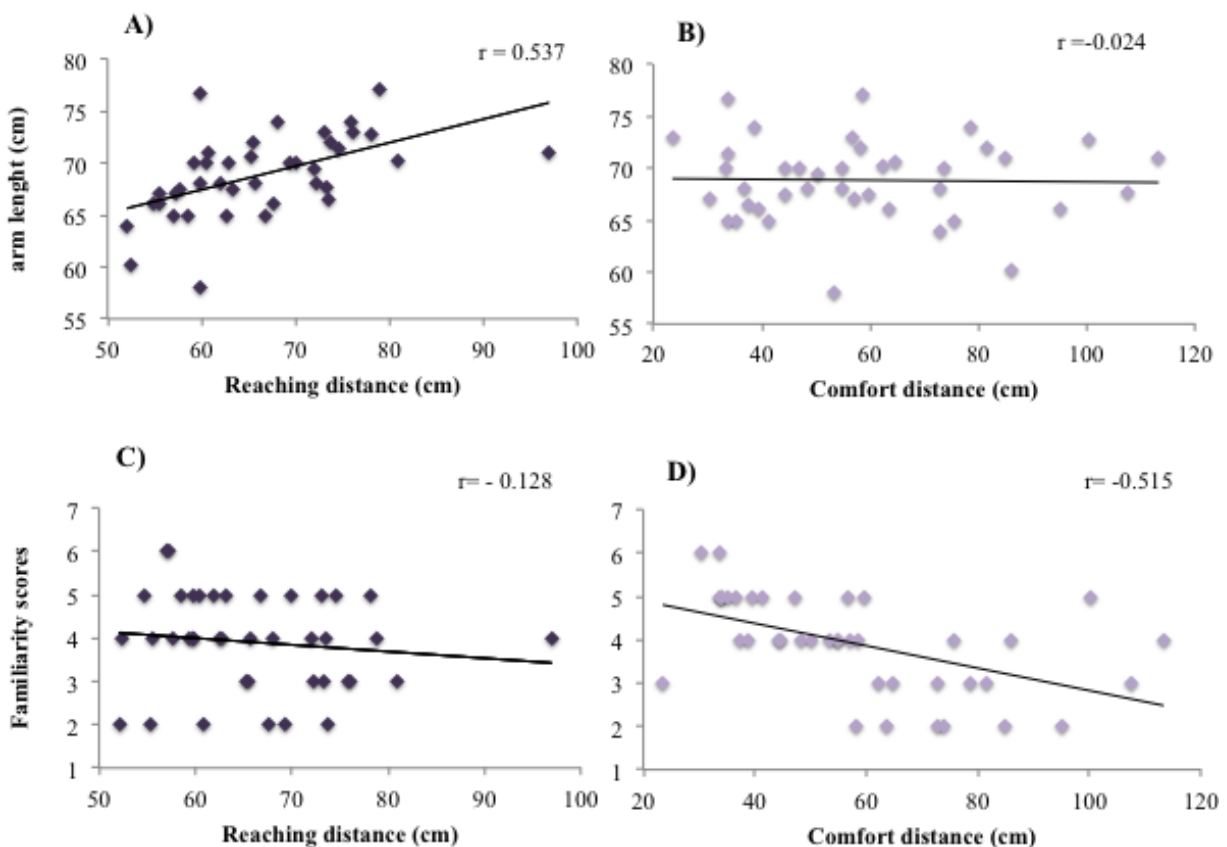 A)
r = 0.537
80
75
70
65
60
55
50 60 70 80 90 100
arm lenght (cm)
Reaching distance (cm)
B)
r =-0.024
80
75
70
65
60
55
20 40 60 80 100 120
Comfort distance (cm)
C)
r= - 0.128
7
6
5
4
3
2
1
50 60 70 80 90 100
Familiarity scores
Reaching distance (cm)
D)
r= -0.515
7
6
5
4
3
2
1
20 40 60 80 100 120
Comfort distance (cm)